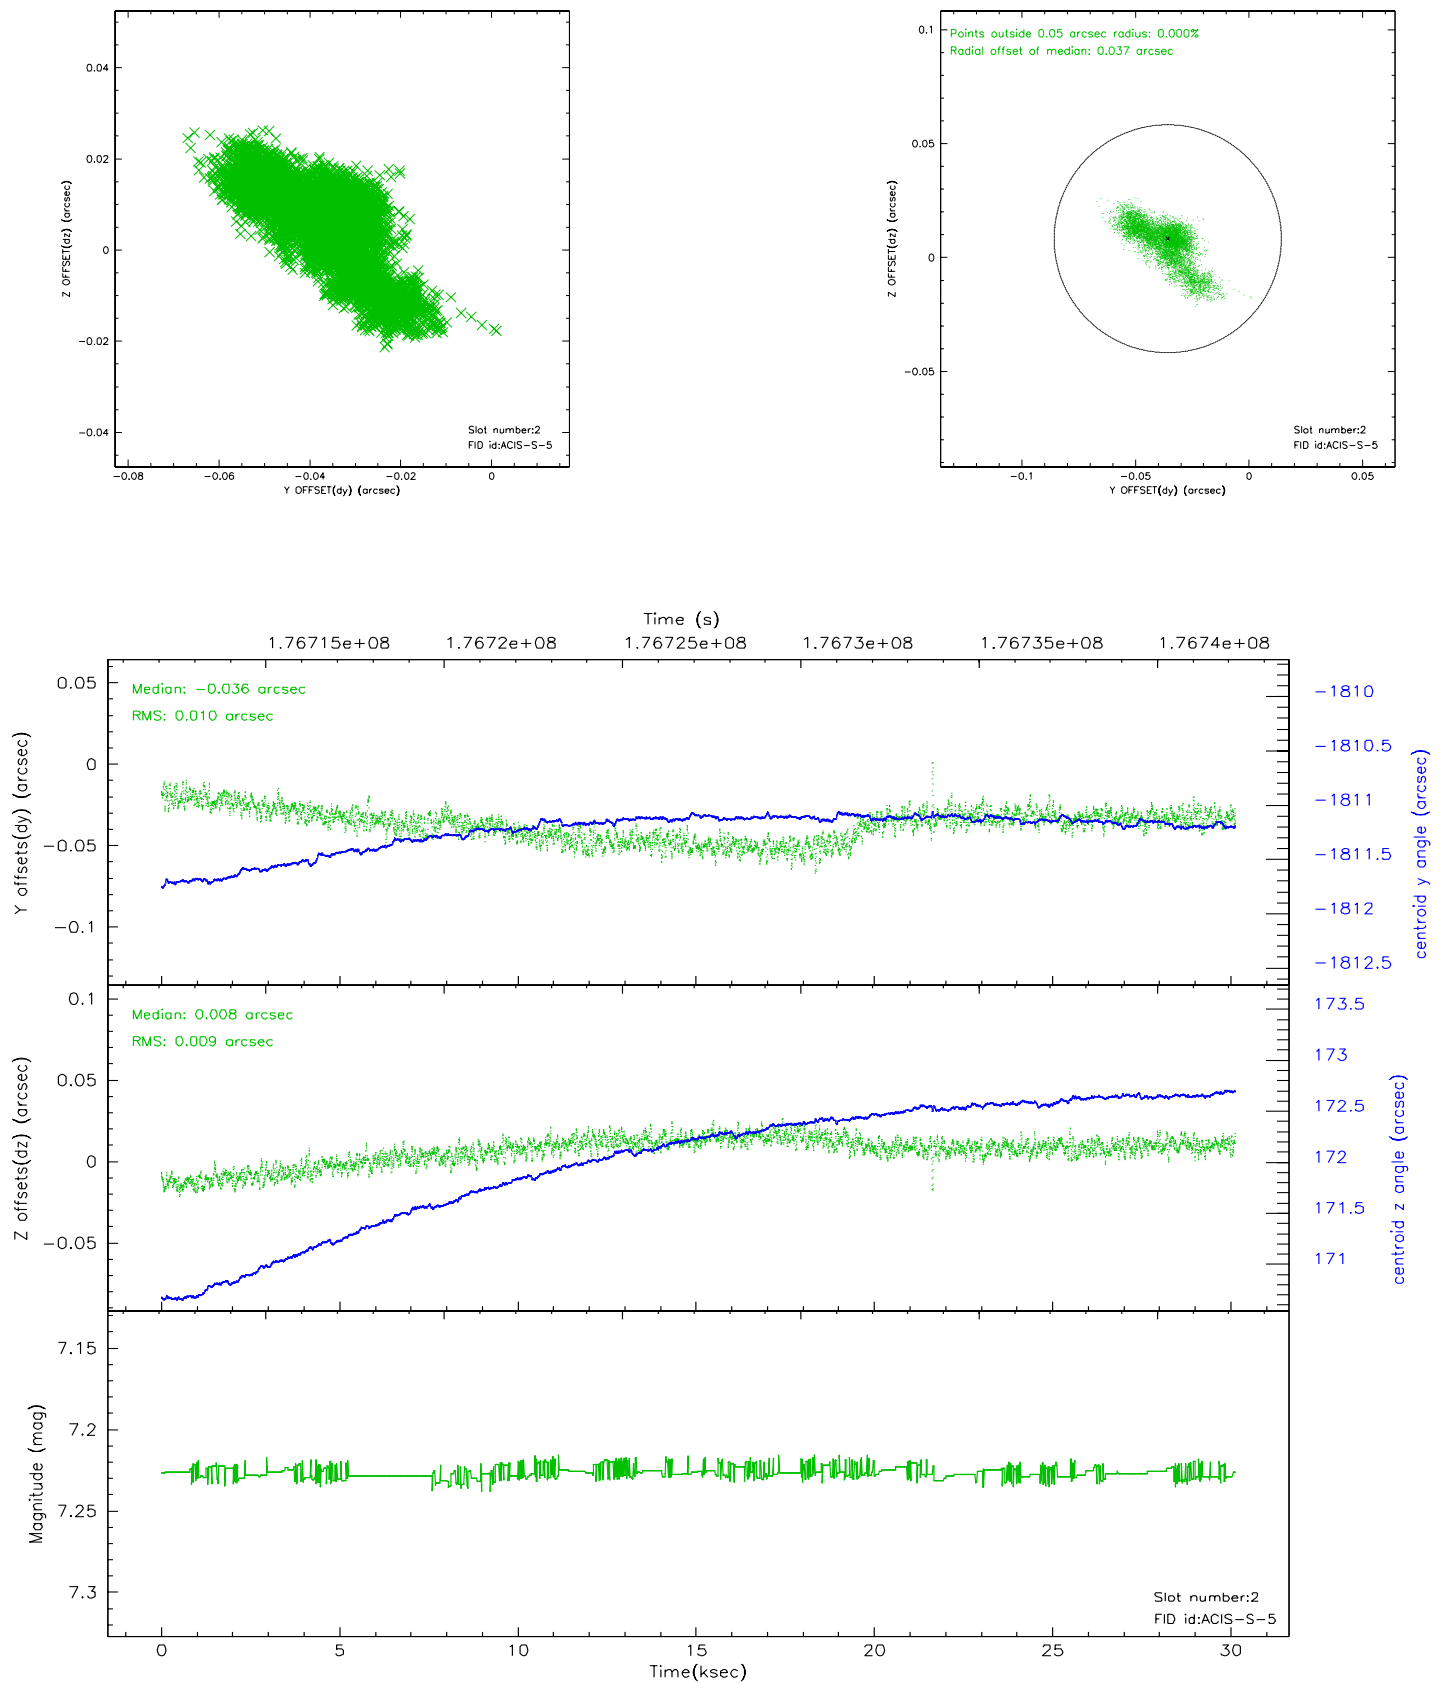 0.04
0.02
0
-0.02
-0.04
Z OFFSET(dz) (arcsec)
Slot number:2
FID id:ACIS-S-5
-0.08
-0.06
-0.04
-0.02
0
Y OFFSET(dy) (arcsec)
Points outside 0.05 arcsec radius: 0.000%
Radial offset of median: 0.037 arcsec
0.1
0.05
0
-0.05
Z OFFSET(dz) (arcsec)
Slot number:2
FID id:ACIS-S-5
-0.1
-0.05
0
0.05
Y OFFSET(dy) (arcsec)
Time (s)
1.76715e+08
1.7672e+08
1.76725e+08
1.7673e+08
1.76735e+08
1.7674e+08
Median: -0.036 arcsec
RMS: 0.010 arcsec
0.05
0
-0.05
-0.1
Y offsets(dy) (arcsec)
-1810
-1810.5
-1811
-1811.5
-1812
-1812.5
centroid y angle (arcsec)
Median: 0.008 arcsec
RMS: 0.009 arcsec
0.1
0.05
0
-0.05
Z offsets(dz) (arcsec)
173.5
173
172.5
172
171.5
171
centroid z angle (arcsec)
7.15
7.2
7.25
7.3
Magnitude (mag)
Slot number:2
FID id:ACIS-S-5
0
5
10
15
20
25
30
Time(ksec)